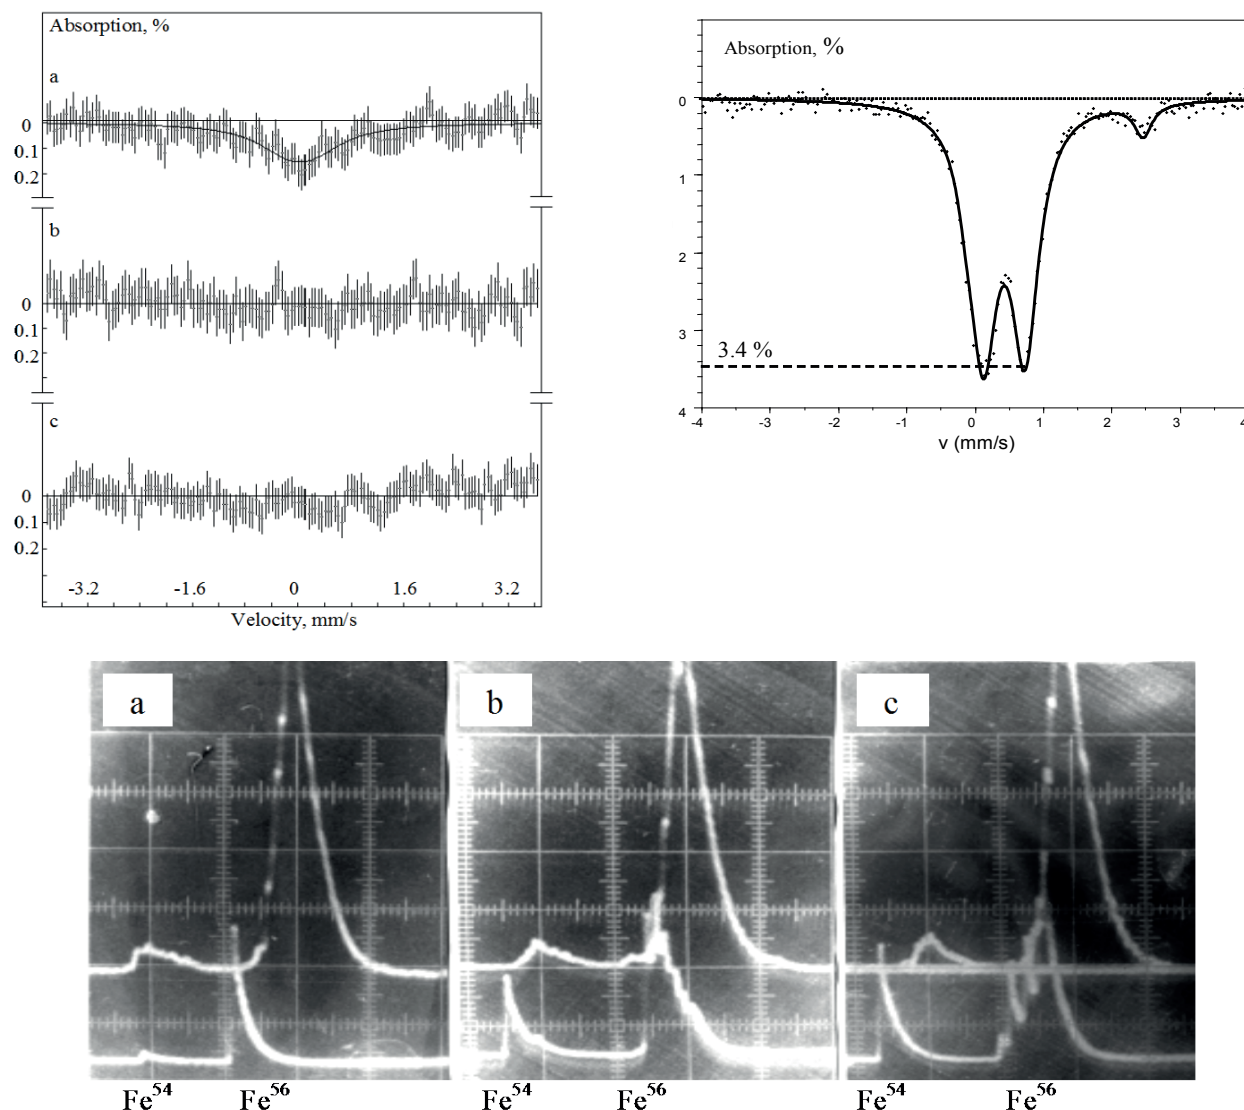 Absorption, %
a
0
0.1
0.2
b
0
0.1
0.2
c
0
0.1
0.2
-3.2 -1.6 0 1.6 3.2
Velocity, mm/s
Absorption, %
0
1
2
3
3.4 %
4
-4 -3 -2 -1 0 1 2 3 4
v (mm/s)
a b c
Fe54 Fe56 Fe54 Fe56 Fe54 Fe56